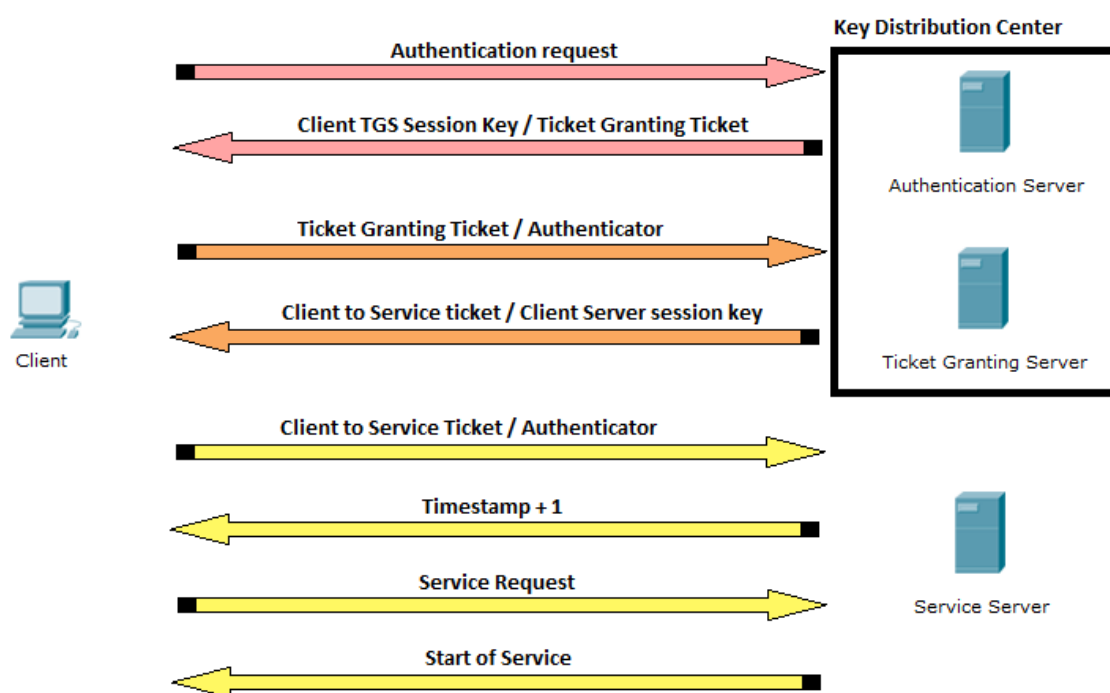 Key Distribution Center
Authentication request
Client TGS Session Key / Ticket Granting Ticket
Authentication Server
Ticket Granting Ticket / Authenticator
Client to Service ticket / Client Server session key
Client
Ticket Granting Server
Client to Service Ticket / Authenticator
Timestamp + 1
Service Request
Service Server
Start of Service